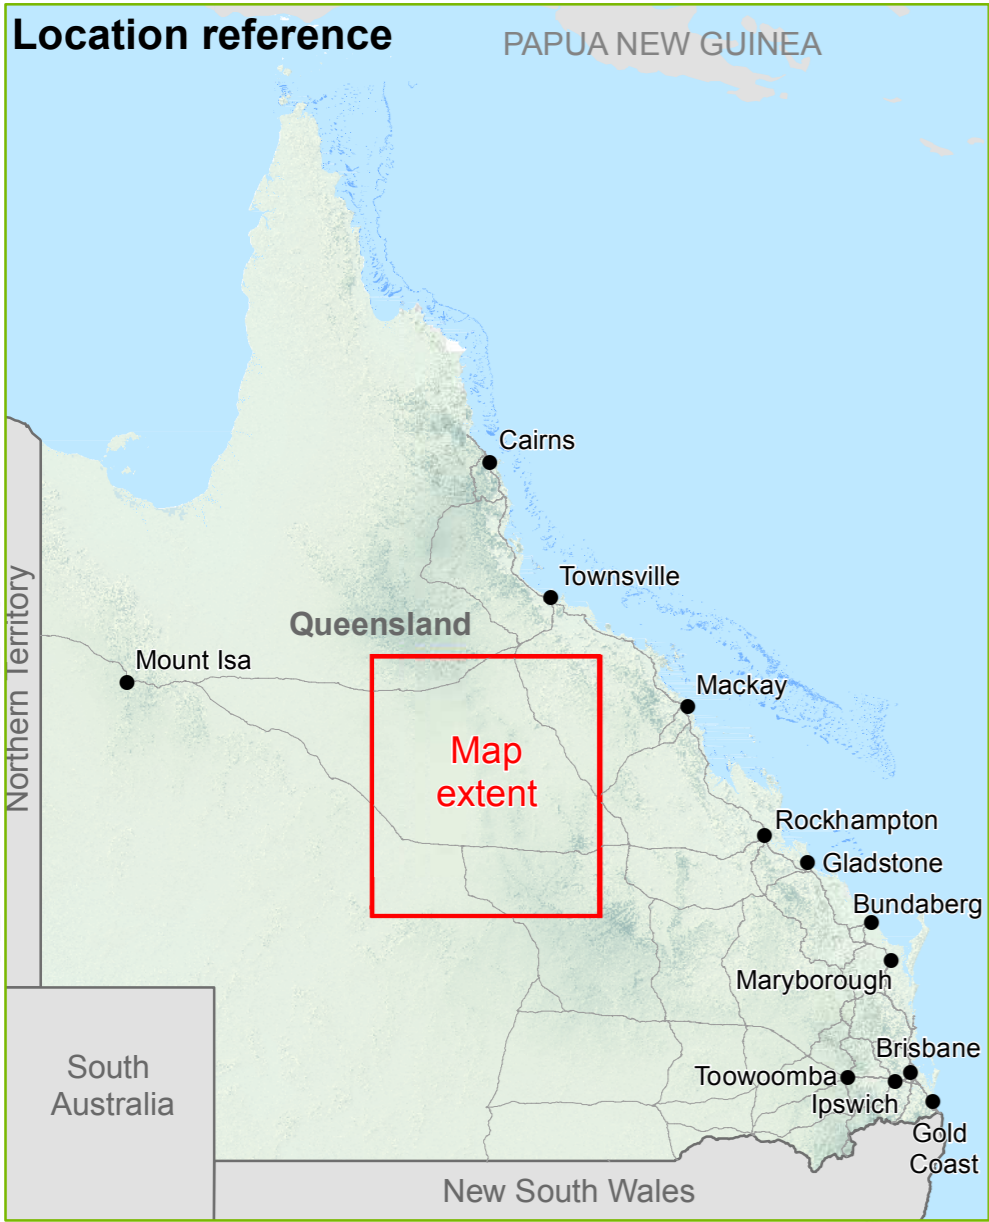 Location reference
PAPUA NEW GUINEA
Cairns
Townsville
Queensland
Northern Territory
Mount Isa
Mackay
Map
extent
Rockhampton
Gladstone
Bundaberg
Maryborough
Brisbane
South
Australia
Toowoomba
Ipswich
Gold
Coast
New South Wales